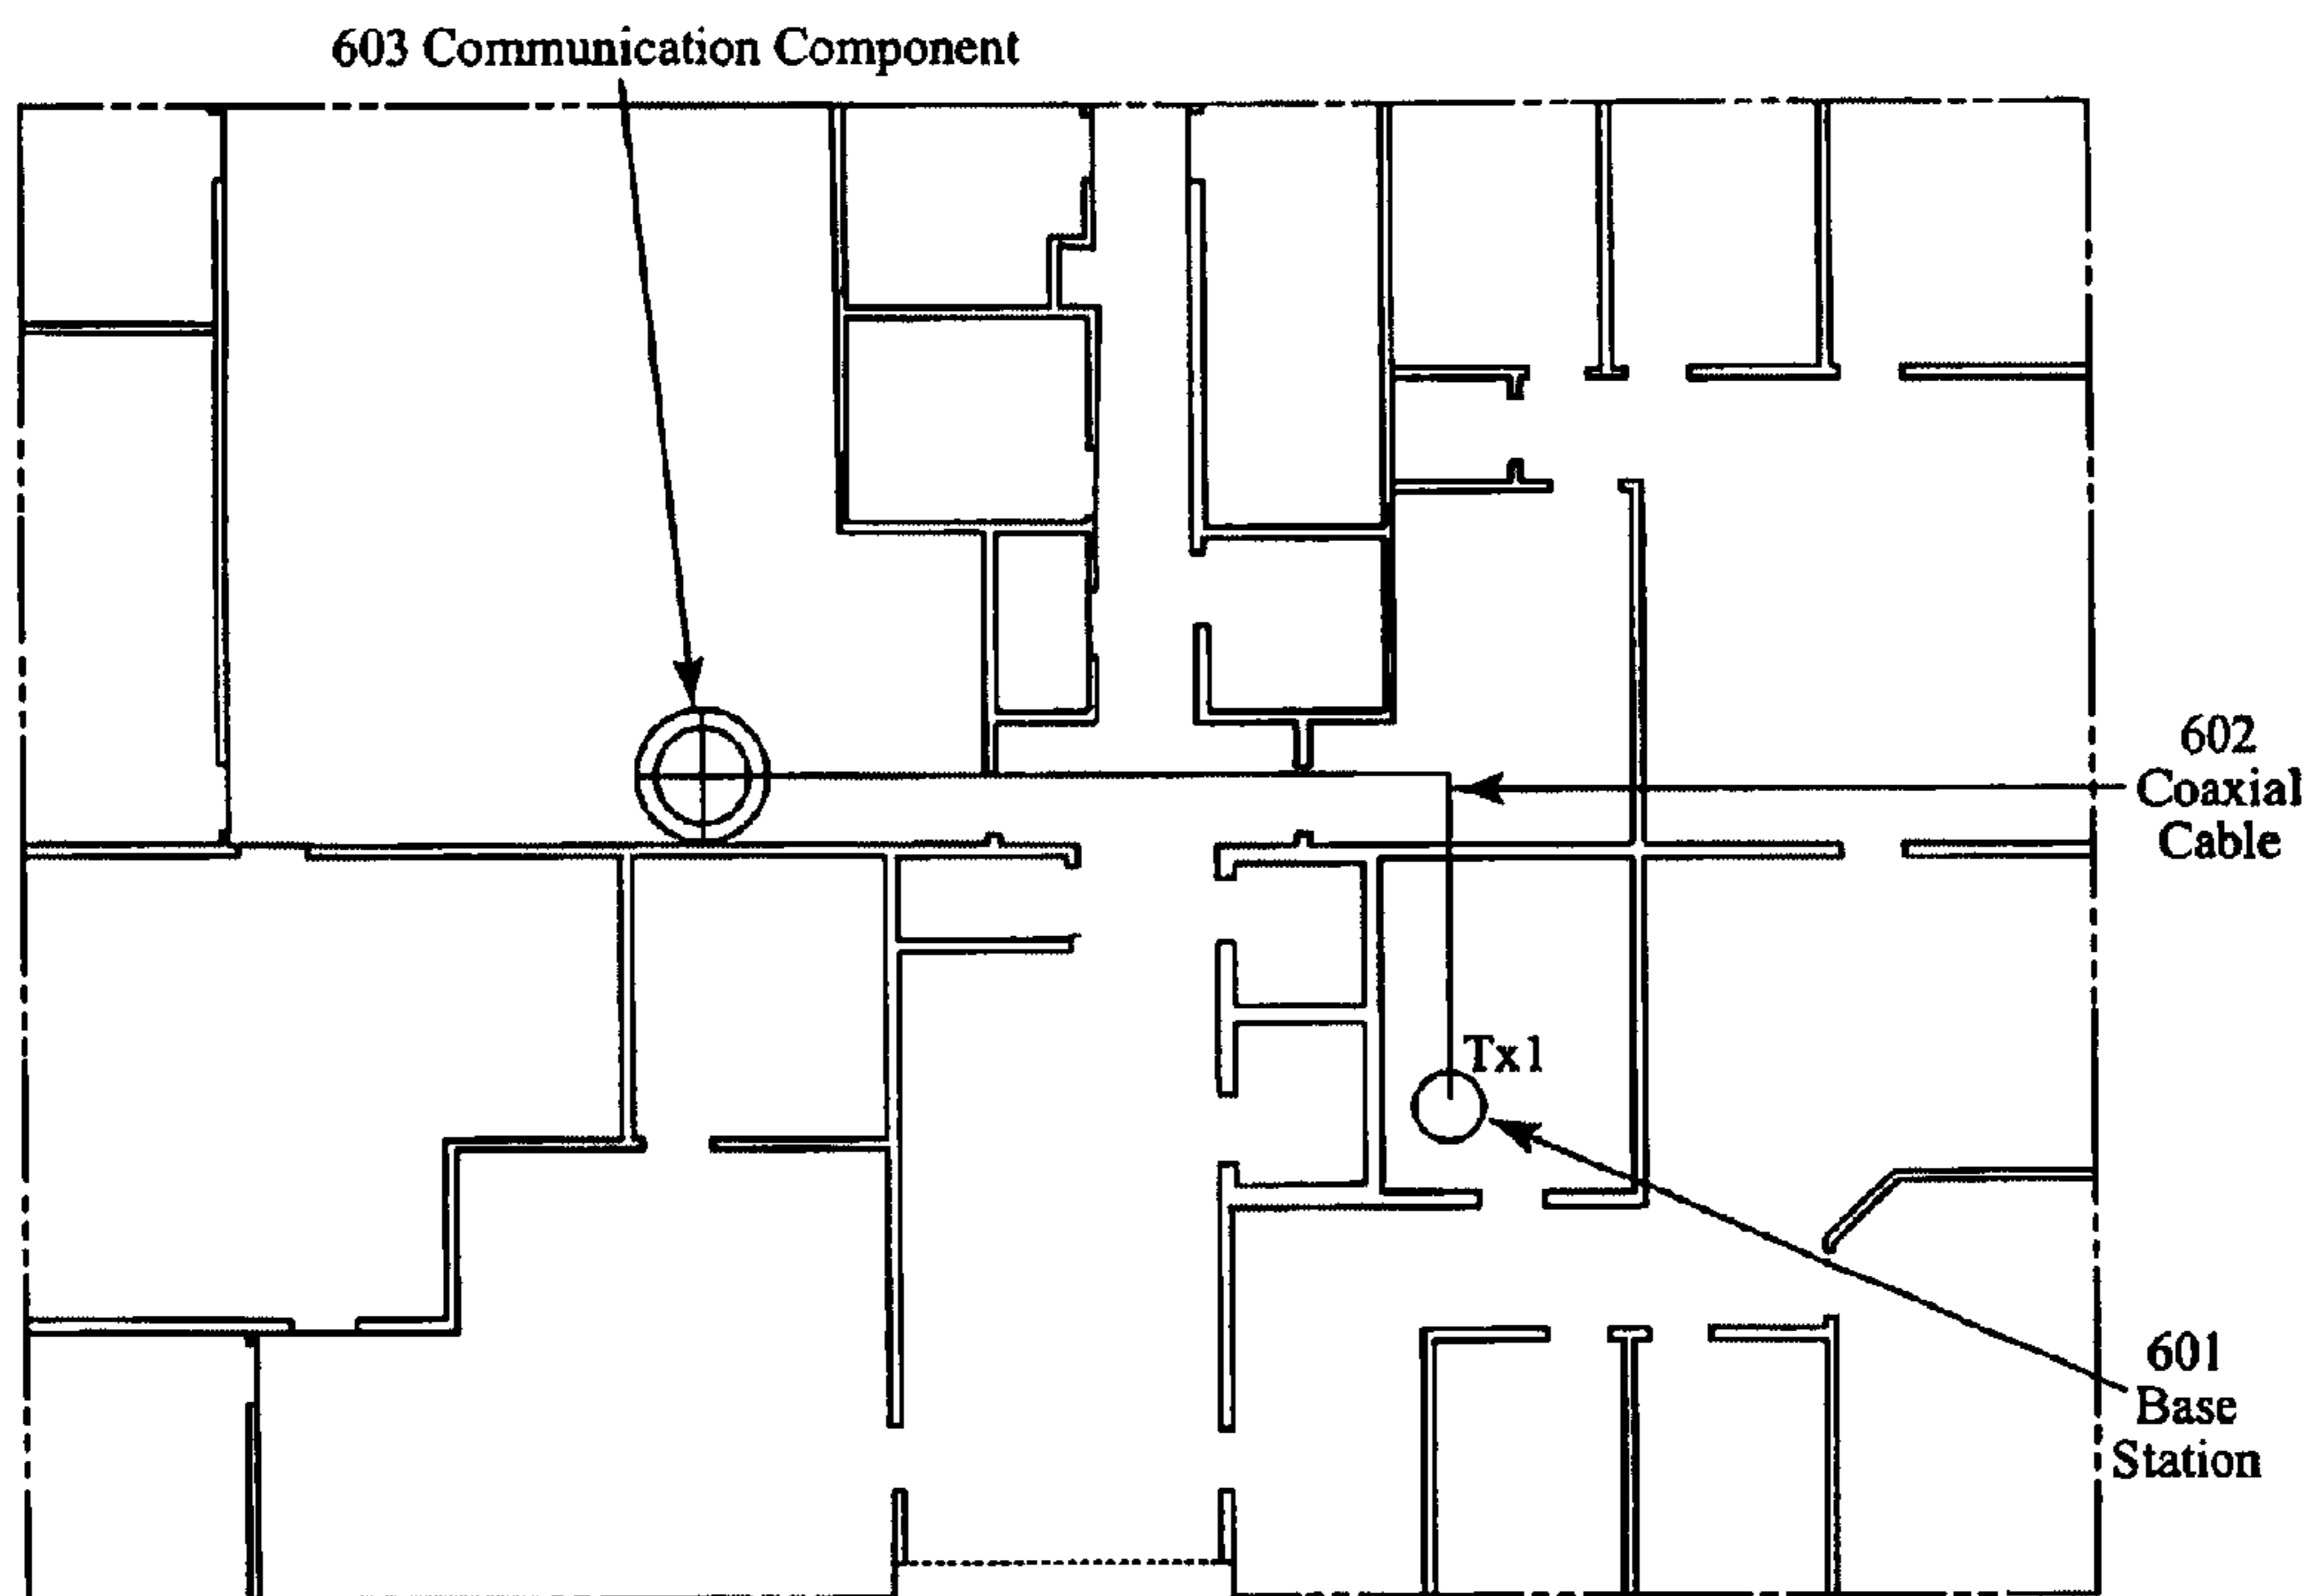 603 Communication Component
602
Coaxial
Cable
Tx1
601
Base
Station